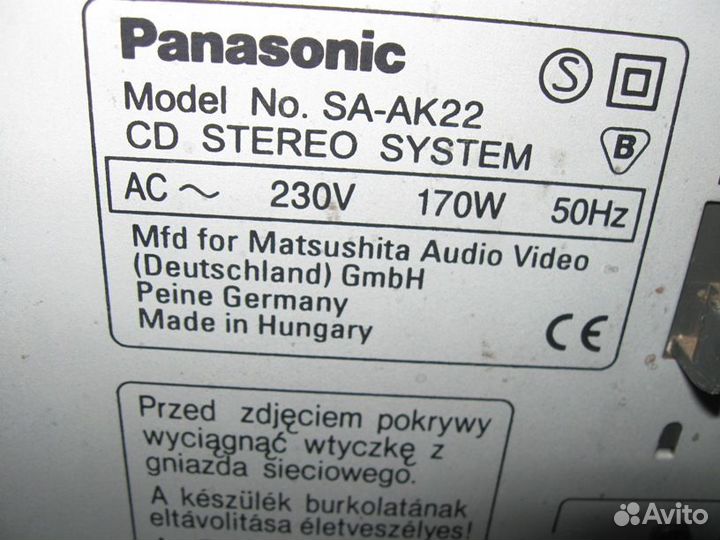 Panasonic
Model No. SA-AK22
CD STEREO SYSTEM
S
B
AC ~ 230V 170W 50Hz
Mfd for Matsushita Audio Video
(Deutschland) GmbH
Peine Germany
Made in Hungary
CE
Przed zdjęciem pokrywy
wyciągnąć wtyczkę z
gniazda sieciowego.
A készülék burkolatának
eltávolitása életveszélyes!
Avito